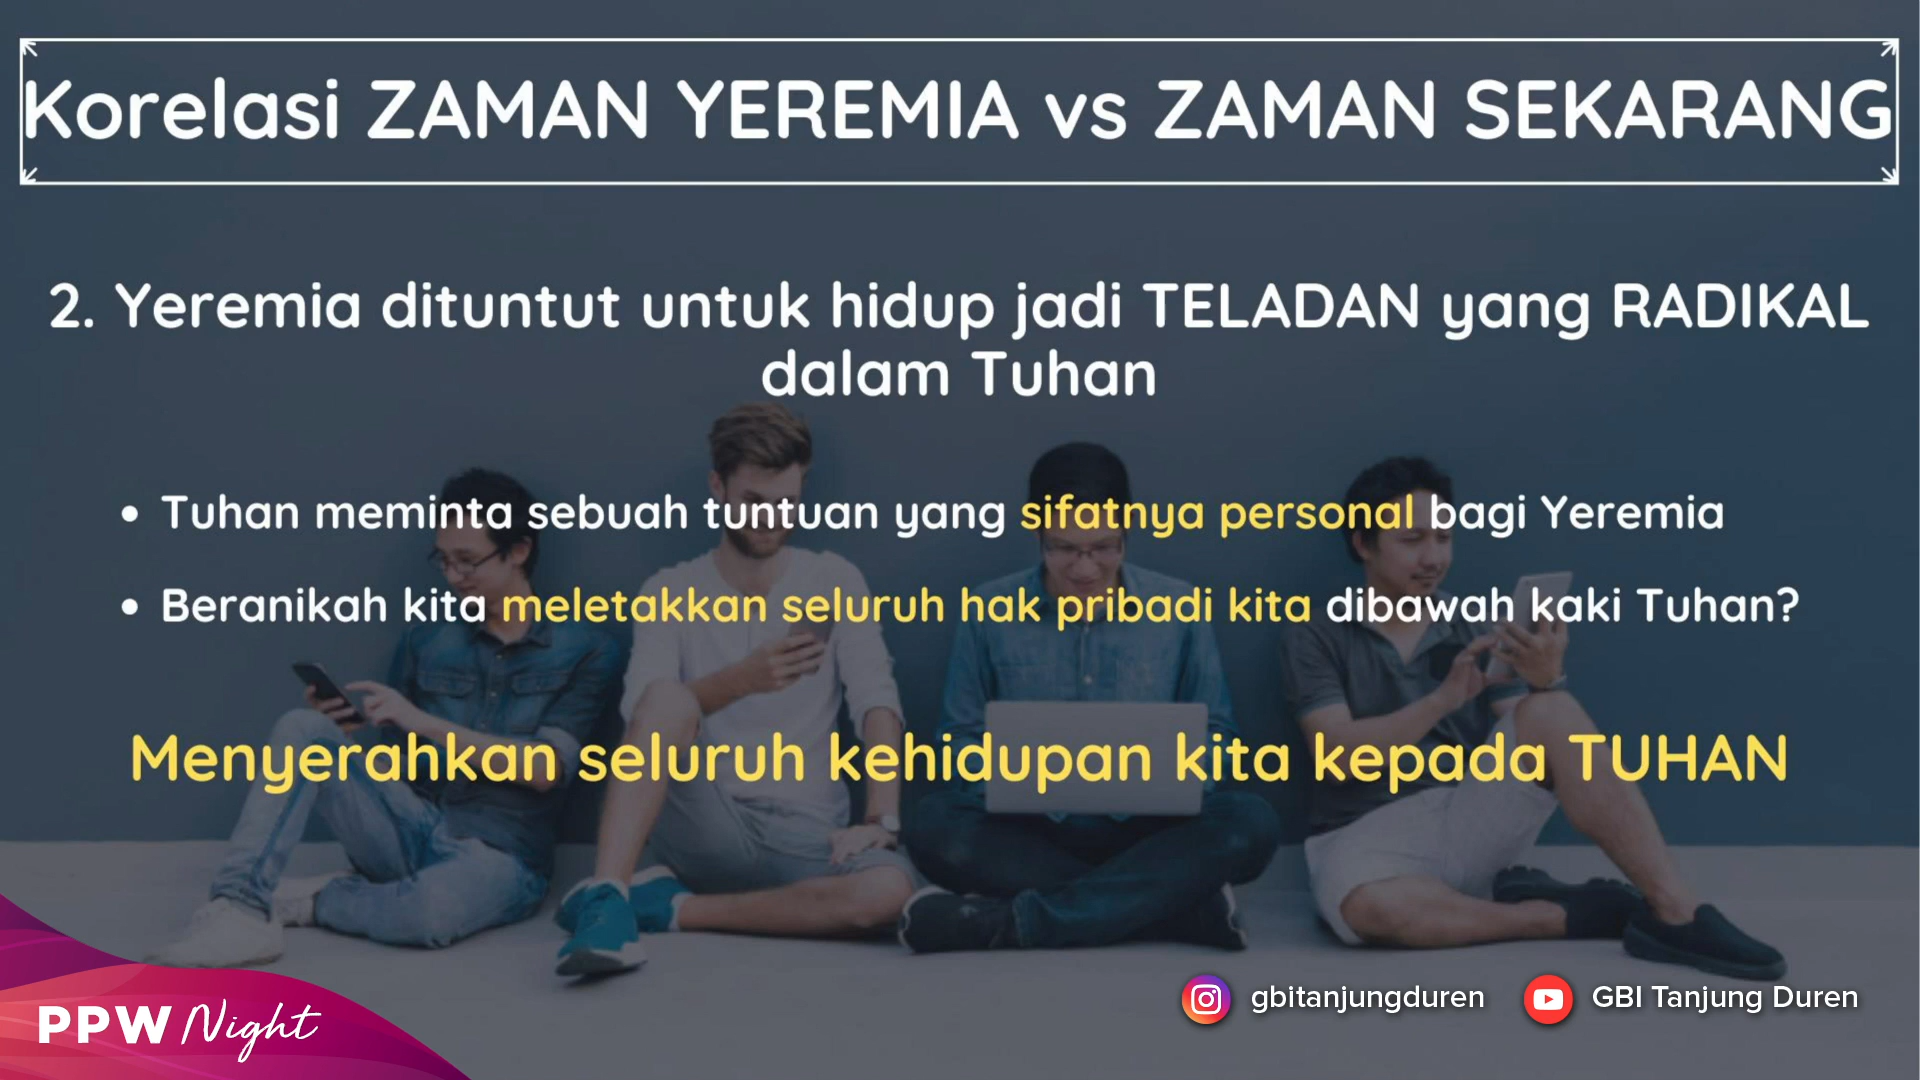 Korelasi ZAMAN YEREMIA vs ZAMAN SEKARANG
2. Yeremia dituntut untuk hidup jadi TELADAN yang RADIKAL
dalam Tuhan
• Tuhan meminta sebuah tuntuan yang sifatnya personal bagi Yeremia
• Beranikah kita meletakkan seluruh hak pribadi kita dibawah kaki Tuhan?
Menyerahkan seluruh kehidupan kita kepada TUHAN
PPW Night
gbitanjungduren
GBI Tanjung Duren